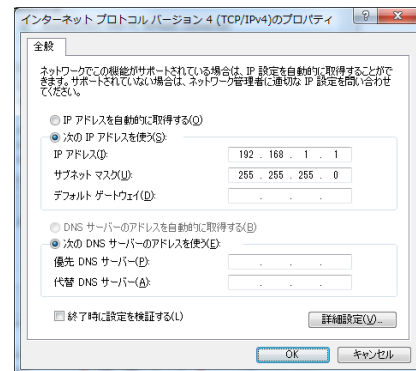 インターネット プロトコル バージョン 4 (TCP/IPv4)のプロパティ
全般
ネットワークでこの機能がサポートされている場合は、IP 設定を自動的に取得することがで
きます。サポートされていない場合は、ネットワーク管理者に適切な IP 設定を問い合わせ
てください。
IP アドレスを自動的に取得する(O)
次の IP アドレスを使う(S):
IP アドレス(I): 192 . 168 . 1 . 1
サブネット マスク(U): 255 . 255 . 255 . 0
デフォルト ゲートウェイ(D): . . .
DNS サーバーのアドレスを自動的に取得する(B)
次の DNS サーバーのアドレスを使う(E):
優先 DNS サーバー(P): . . .
代替 DNS サーバー(A): . . .
終了時に設定を検証する(L)
詳細設定(V)...
OK キャンセル